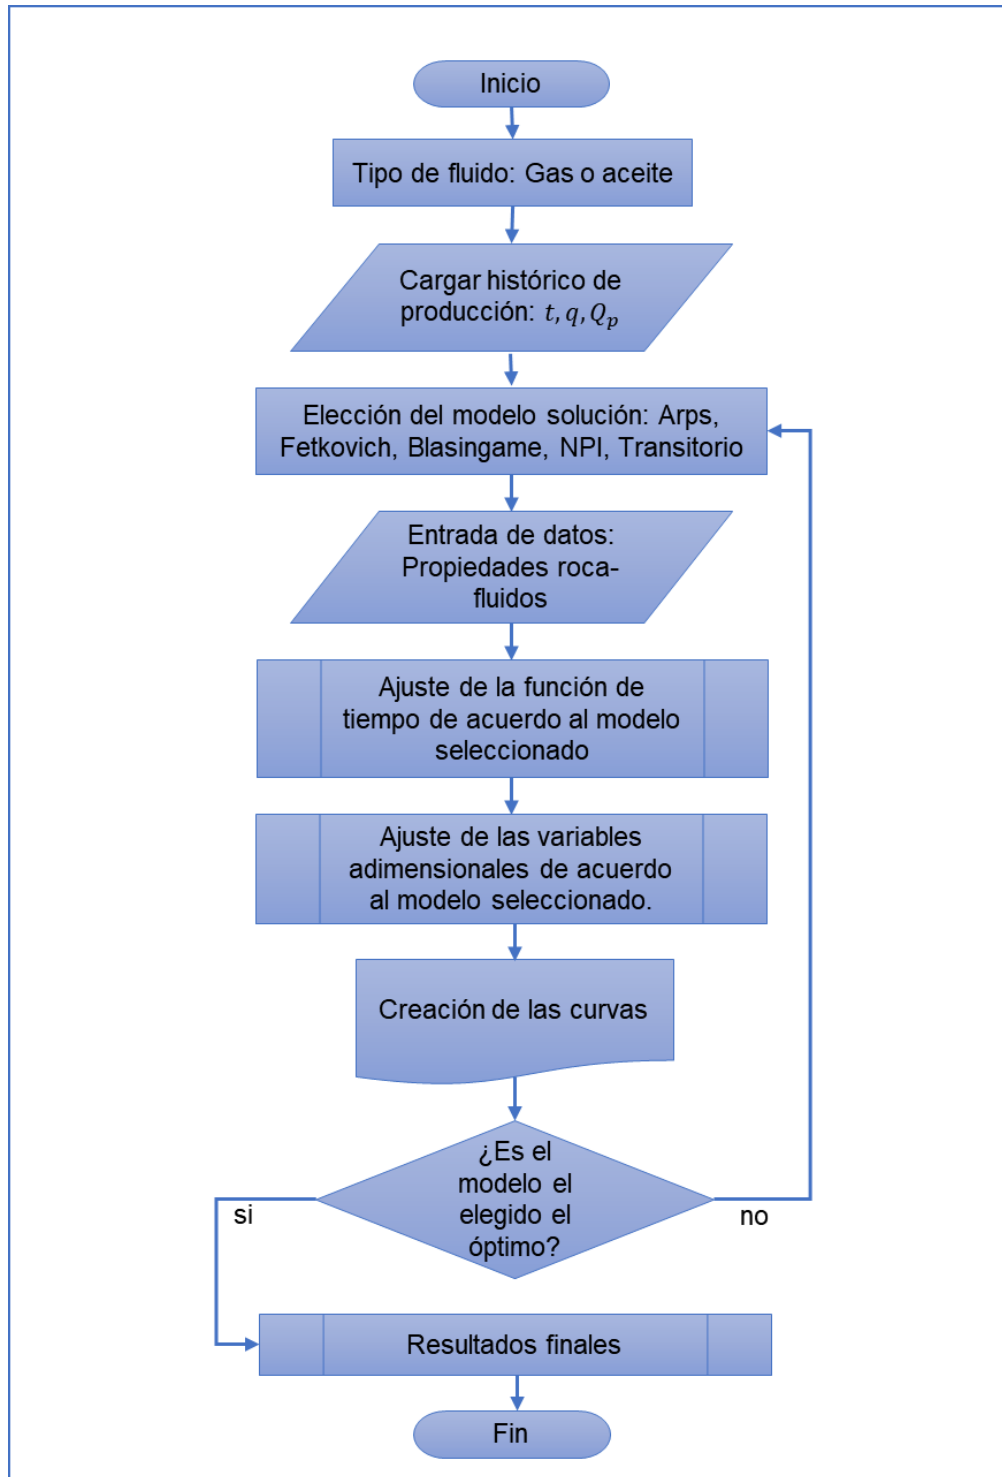 Inicio
Tipo de fluido: Gas o aceite
Cargar histórico de
producción: t, q, Qₚ
Elección del modelo solución: Arps,
Fetkovich, Blasingame, NPI, Transitorio
Entrada de datos:
Propiedades roca-
fluidos
Ajuste de la función de
tiempo de acuerdo al modelo
seleccionado
Ajuste de las variables
adimensionales de acuerdo
al modelo seleccionado.
Creación de las curvas
¿Es el
modelo el
elegido el
óptimo?
si
no
Resultados finales
Fin